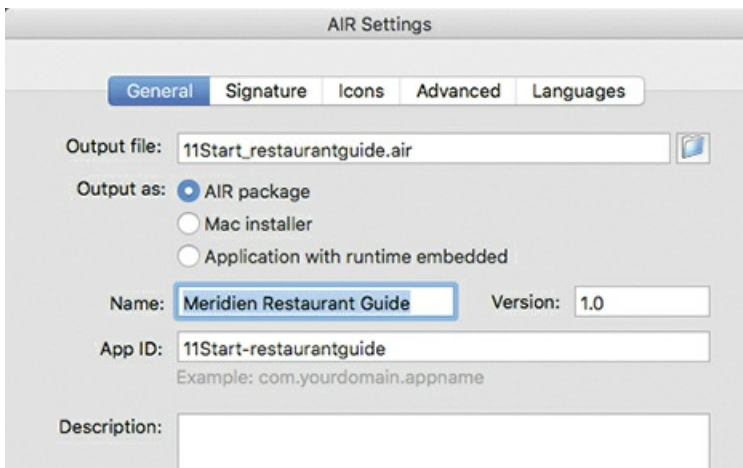 AIR Settings
General Signature Icons Advanced Languages
Output file: 11Start_restaurantguide.air
Output as: AIR package
Mac installer
Application with runtime embedded
Name: Meridien Restaurant Guide Version: 1.0
App ID: 11Start-restaurantguide
Example: com.yourdomain.appname
Description: